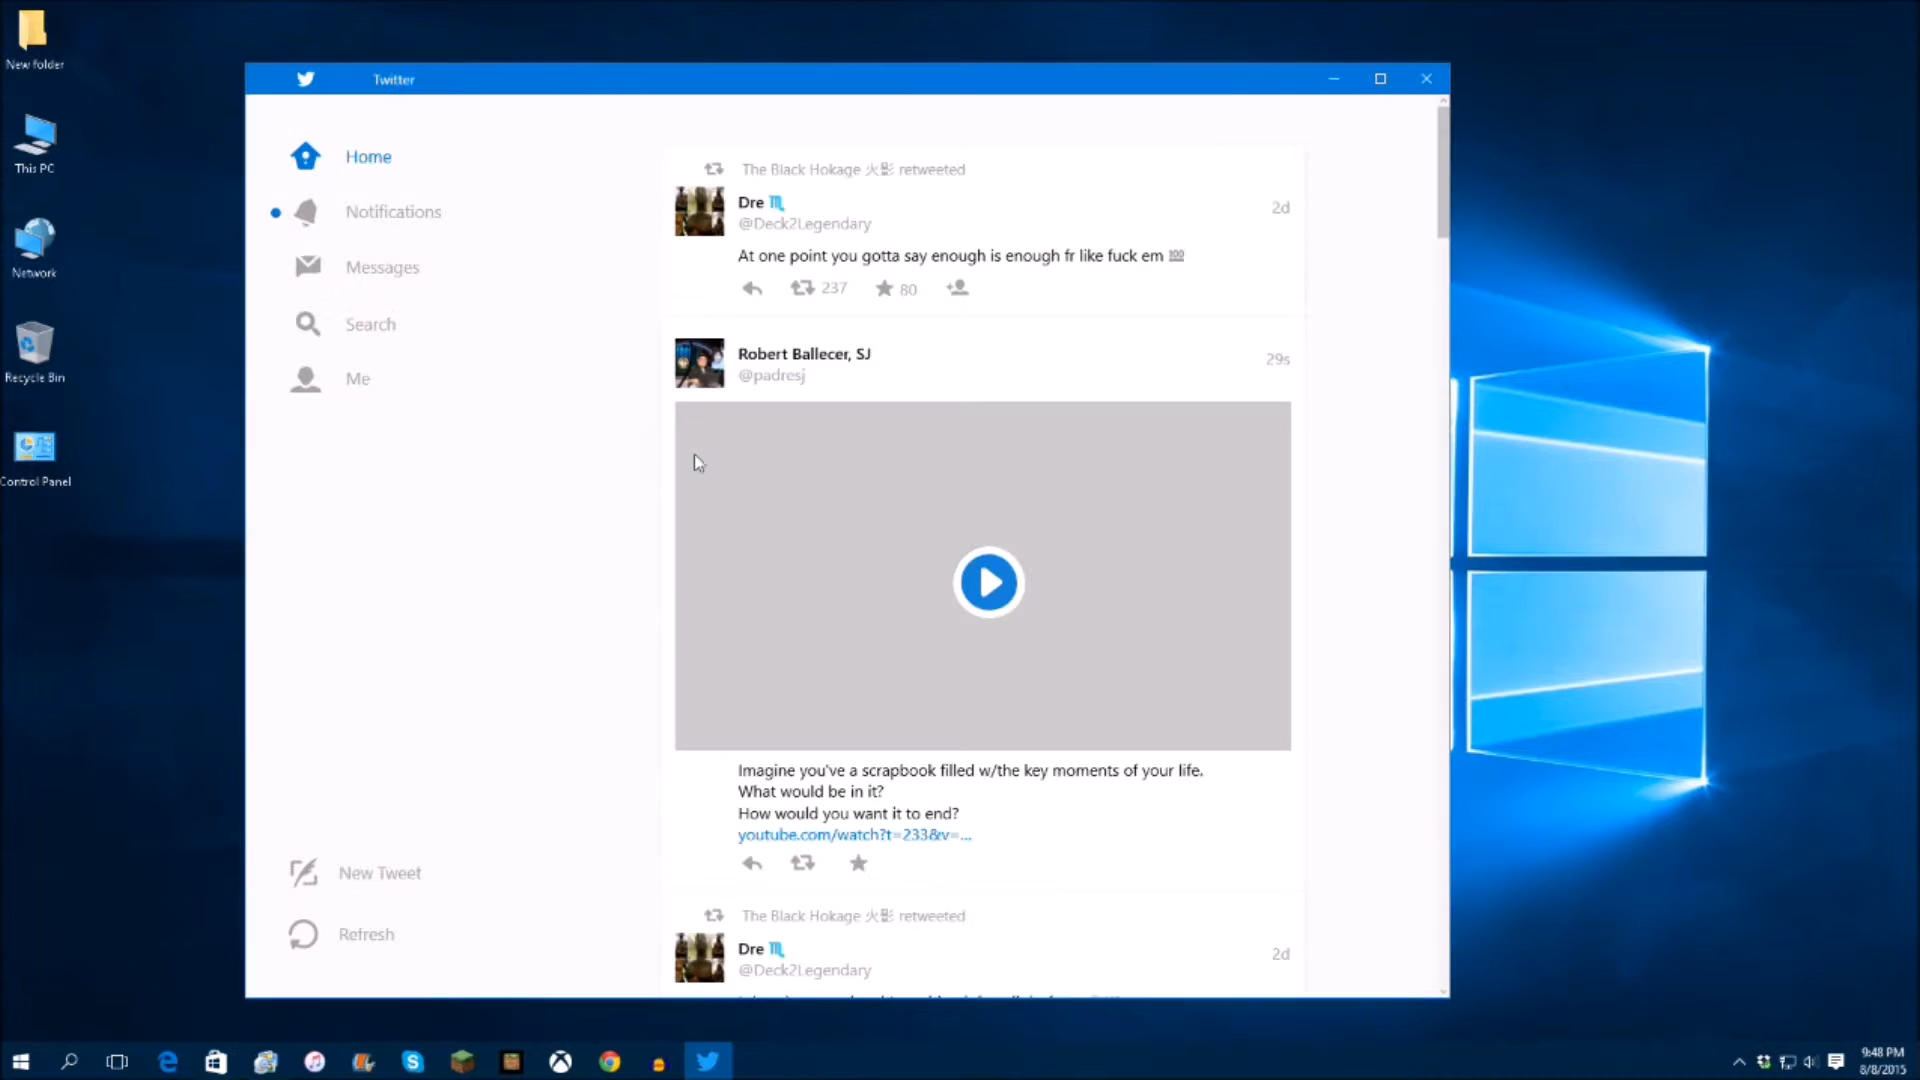 New folder
This PC
Network
Recycle Bin
Control Panel
Twitter
Home
Notifications
Messages
Search
Me
New Tweet
Refresh
The Black Hokage 火影 retweeted
Dre ♏
@Deck2Legendary
2d
At one point you gotta say enough is enough fr like fuck em 💯
237
80
Robert Ballecer, SJ
@padresj
29s
Imagine you've a scrapbook filled w/the key moments of your life.
What would be in it?
How would you want it to end?
youtube.com/watch?t=233&v=...
The Black Hokage 火影 retweeted
Dre ♏
@Deck2Legendary
2d
9:48 PM
8/8/2015